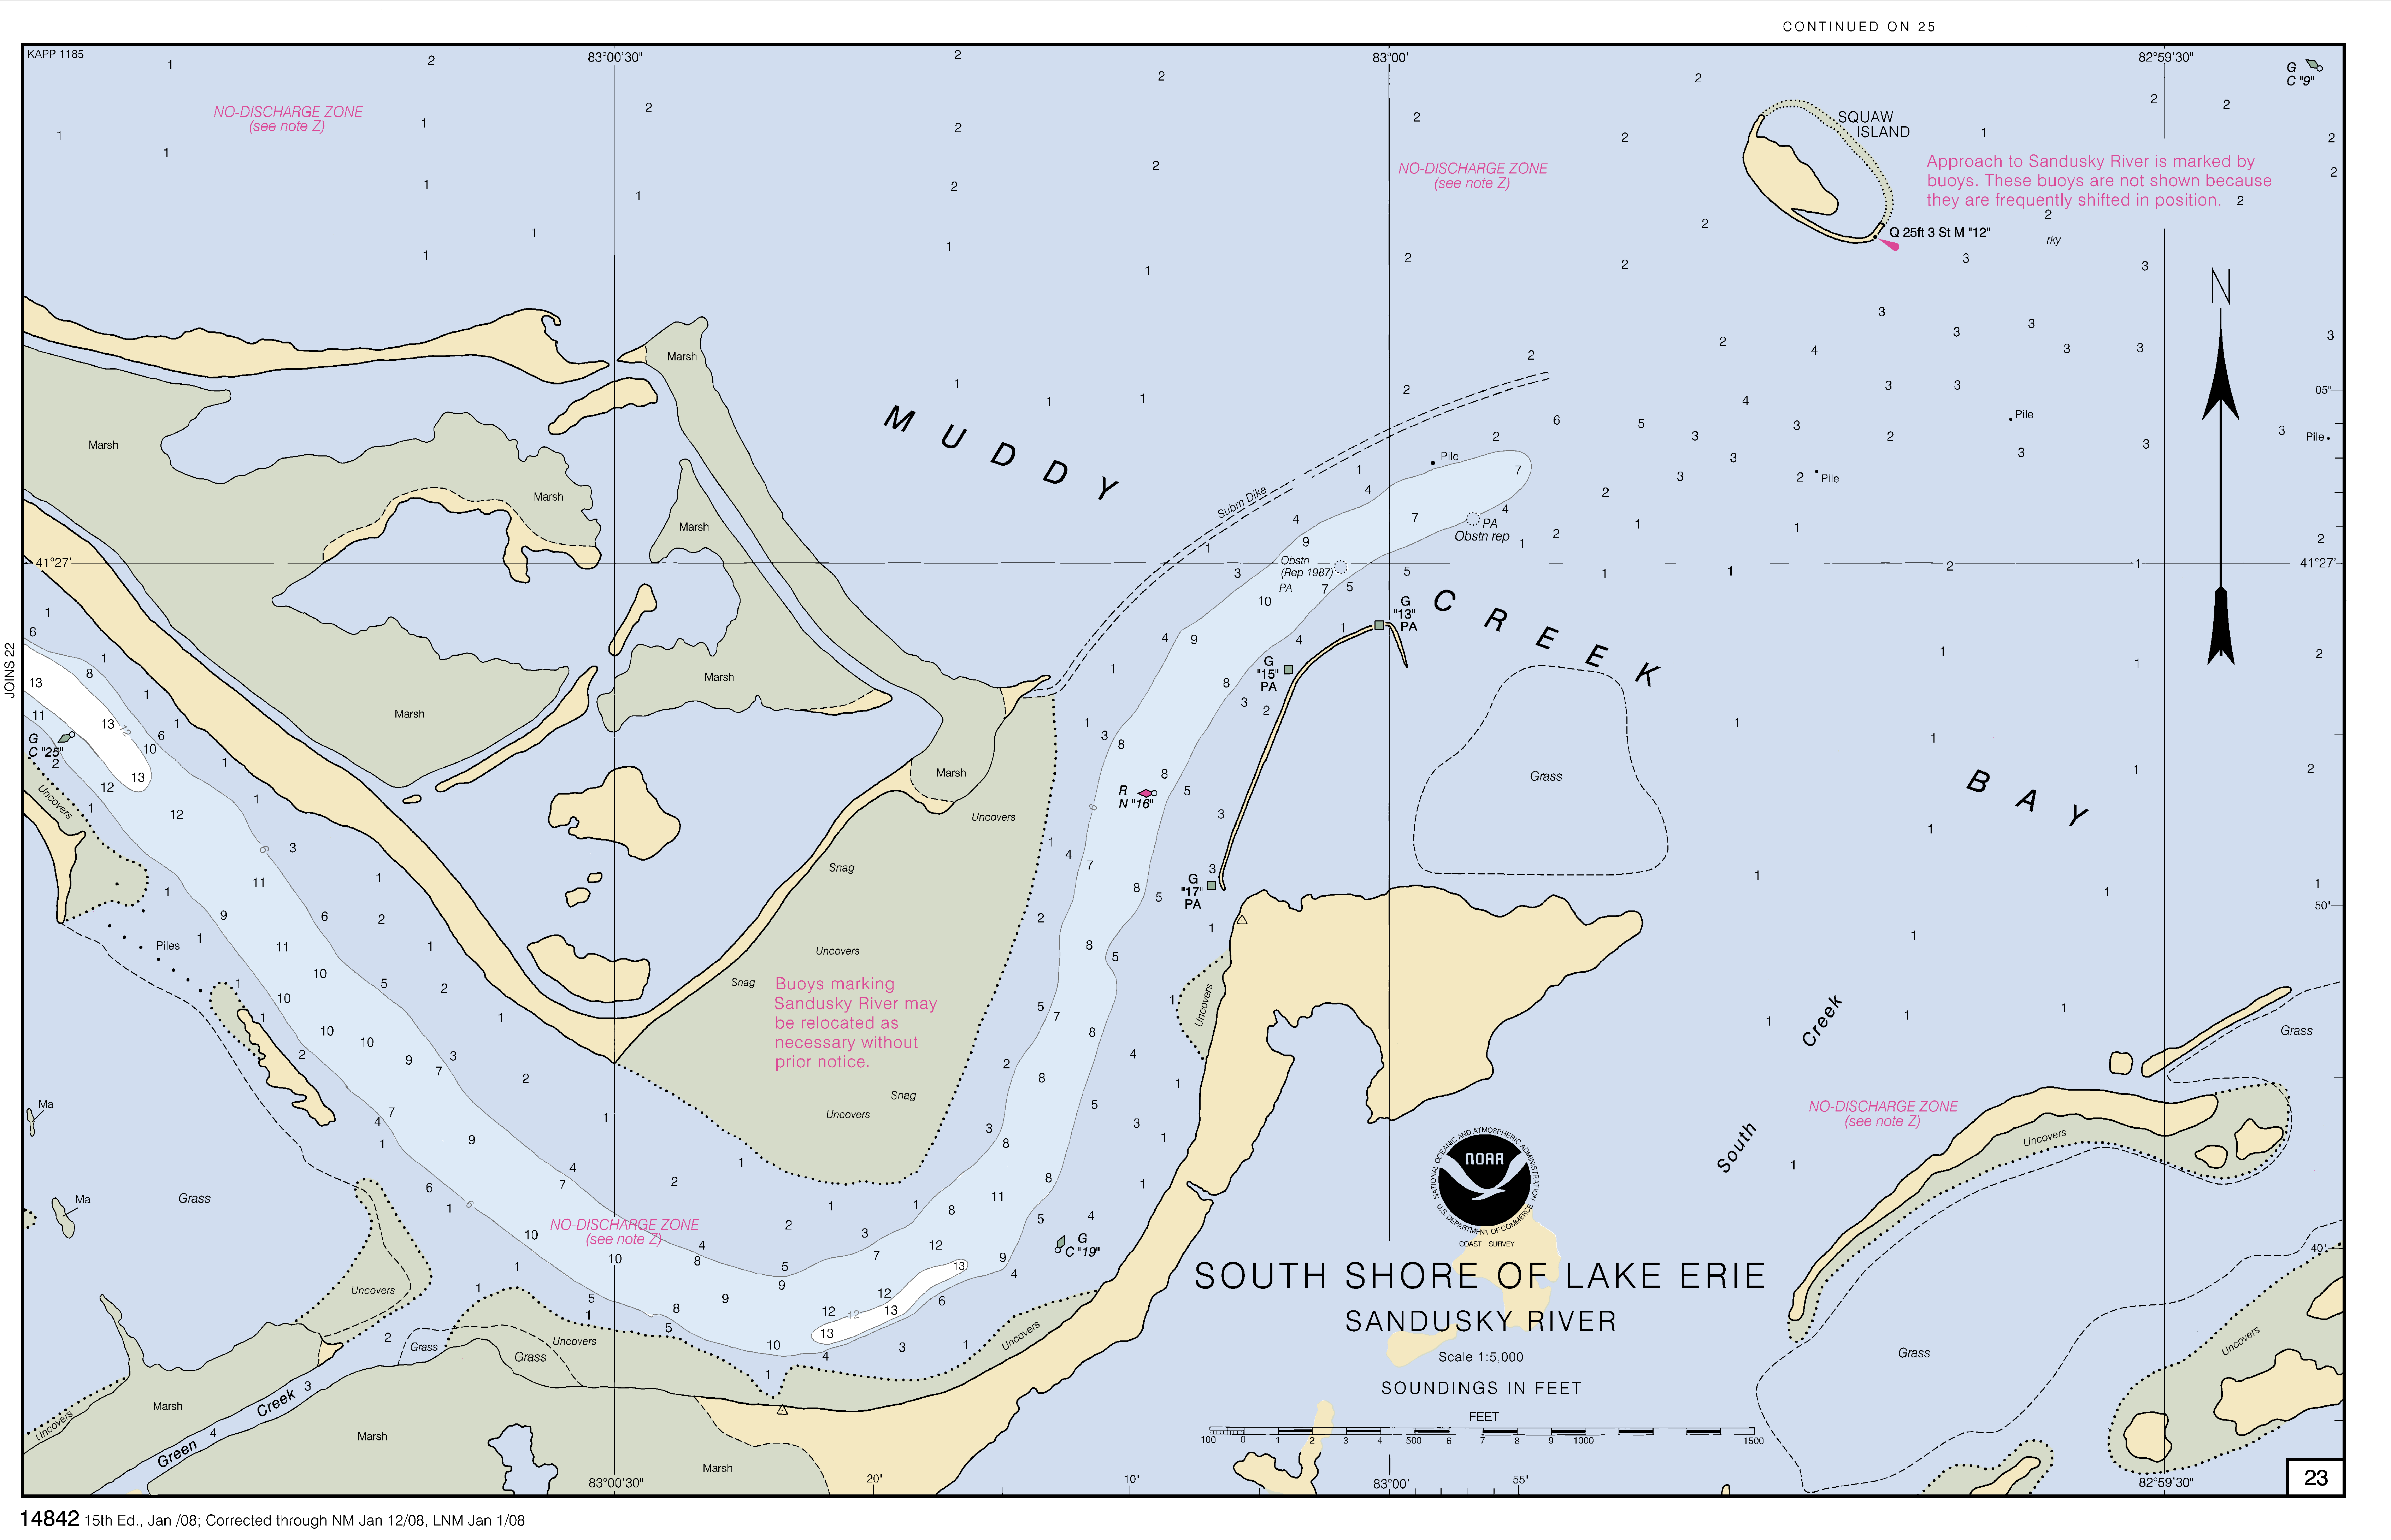 CONTINUED ON 25
KAPP 1185
83°00'30"
83°00'
82°59'30"
G
C "9"
NO-DISCHARGE ZONE
(see note Z)
NO-DISCHARGE ZONE
(see note Z)
SQUAW
ISLAND
Approach to Sandusky River is marked by
buoys. These buoys are not shown because
they are frequently shifted in position.
Q 25ft 3 St M "12"
rky
N
Marsh
05"
MUDDY
Marsh
Marsh
Marsh
Pile
Pile
Pile
Pile
Subm Dike
PA
Obstn rep
Obstn
(Rep 1987)
PA
41°27'
41°27'
CREEK
G
"13"
PA
G
"15"
PA
JOINS 22
Marsh
Marsh
G
C "25"
Uncovers
Marsh
Grass
BAY
R
N "16"
Uncovers
Snag
G
"17"
PA
50"
Piles
Uncovers
Snag
Buoys marking
Sandusky River may
be relocated as
necessary without
prior notice.
Uncovers
Creek
South
Grass
Snag
Uncovers
Ma
Ma
NO-DISCHARGE ZONE
(see note Z)
Uncovers
Grass
NO-DISCHARGE ZONE
(see note Z)
G
C "19"
NATIONAL OCEANIC AND ATMOSPHERIC ADMINISTRATION
NOAA
U.S. DEPARTMENT OF COMMERCE
COAST SURVEY
40"
SOUTH SHORE OF LAKE ERIE
SANDUSKY RIVER
Scale 1:5,000
SOUNDINGS IN FEET
FEET
100 0 1 2 3 4 500 6 7 8 9 1000 1500
Uncovers
Grass
Grass
Uncovers
Uncovers
Grass
Uncovers
Marsh
Uncovers
Green Creek
Marsh
Marsh
83°00'30"
20"
10"
83°00'
55"
82°59'30"
23
14842 15th Ed., Jan /08; Corrected through NM Jan 12/08, LNM Jan 1/08